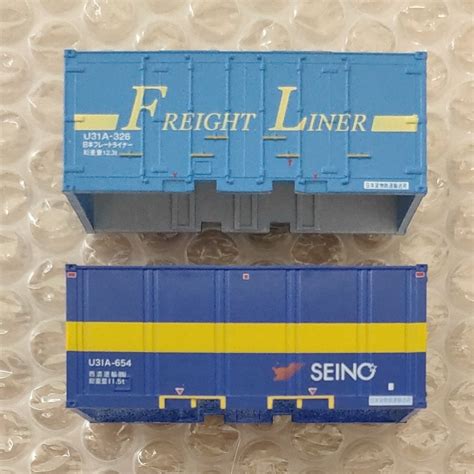 FREIGHT LINER
U31A-326
日本フレートライナー
U31A-654
西濃運輸㈱
SEINO